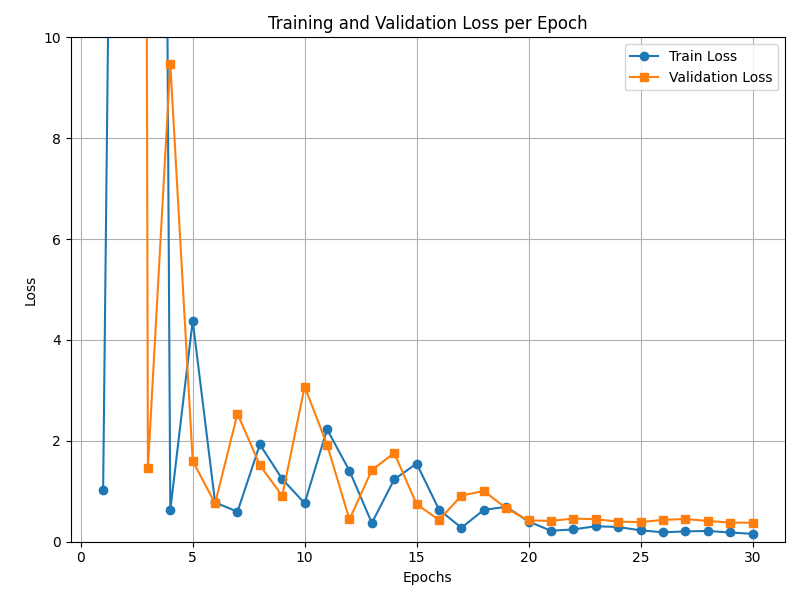 Training and Validation Loss per Epoch
Train Loss
Validation Loss
Loss
10
8
6
4
2
0
0 5 10 15 20 25 30
Epochs